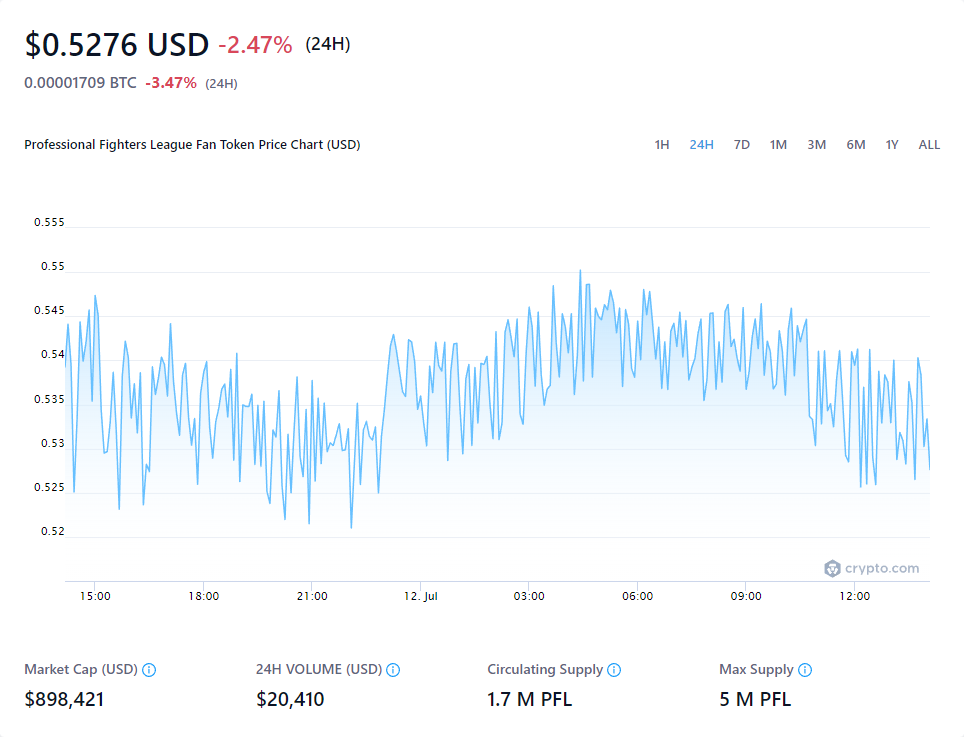 $0.5276 USD -2.47% (24H)
0.00001709 BTC -3.47% (24H)
Professional Fighters League Fan Token Price Chart (USD) 1H 24H 7D 1M 3M 6M 1Y ALL
0.555
0.55
0.545
0.54
0.535
0.53
0.525
0.52
crypto.com
15:00 18:00 21:00 12. Jul 03:00 06:00 09:00 12:00
Market Cap (USD) 24H VOLUME (USD) Circulating Supply Max Supply
$898,421 $20,410 1.7 M PFL 5 M PFL